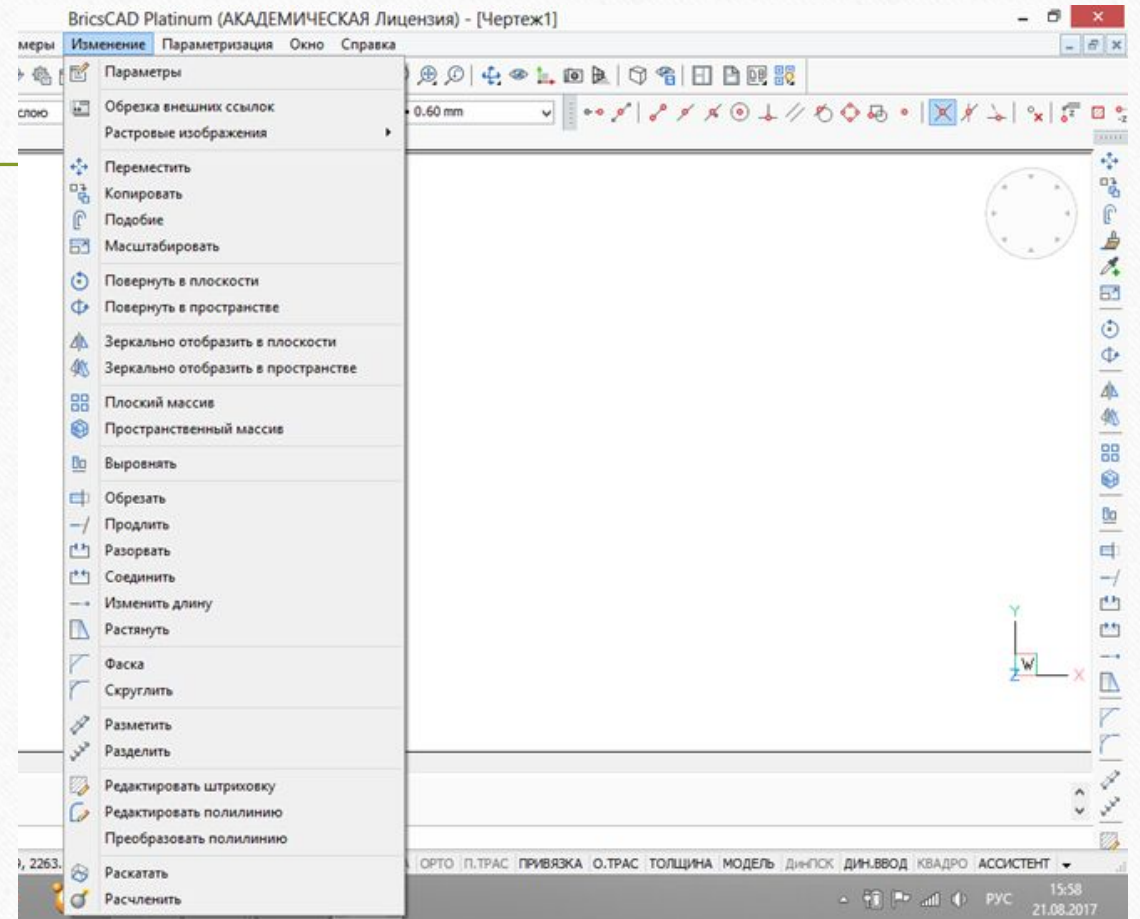 BricsCAD Platinum (АКАДЕМИЧЕСКАЯ Лицензия) - [Чертеж1]
меры Изменение Параметризация Окно Справка
Параметры
слою
Обрезка внешних ссылок
0.60 mm
Растровые изображения
Переместить
Копировать
Подобие
Масштабировать
Повернуть в плоскости
Повернуть в пространстве
Зеркально отобразить в плоскости
Зеркально отобразить в пространстве
Плоский массив
Пространственный массив
Выровнять
Обрезать
Продлить
Разорвать
Соединить
Изменить длину
Растянуть
Фаска
Скруглить
Разметить
Разделить
Редактировать штриховку
Редактировать полилинию
Преобразовать полилинию
Раскатать
Расчленить
Y
W
Z
X
, 2263.
ОРТО П.ТРАС ПРИВЯЗКА О.ТРАС ТОЛЩИНА МОДЕЛЬ ДинПСК ДИН.ВВОД КВАДРО АССИСТЕНТ
РУС
15:58
21.08.2017